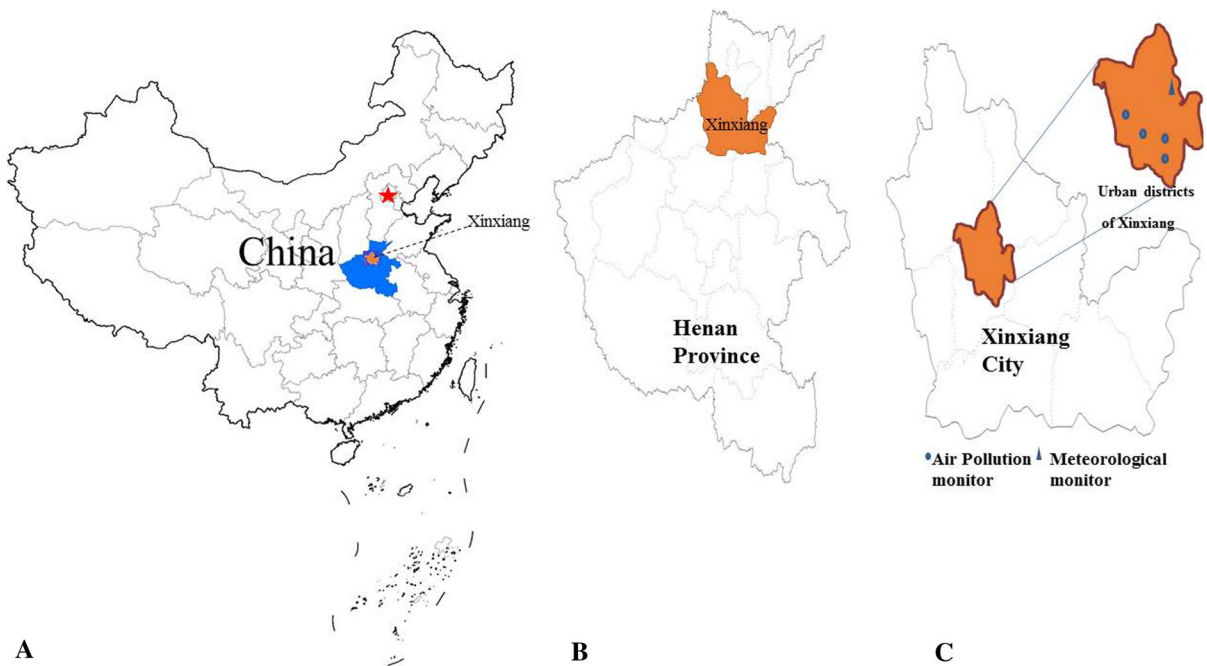 China
Xinxiang
A
Xinxiang
Henan
Province
B
Urban districts
of Xinxiang
Xinxiang
City
Air Pollution
monitor
Meteorological
monitor
C